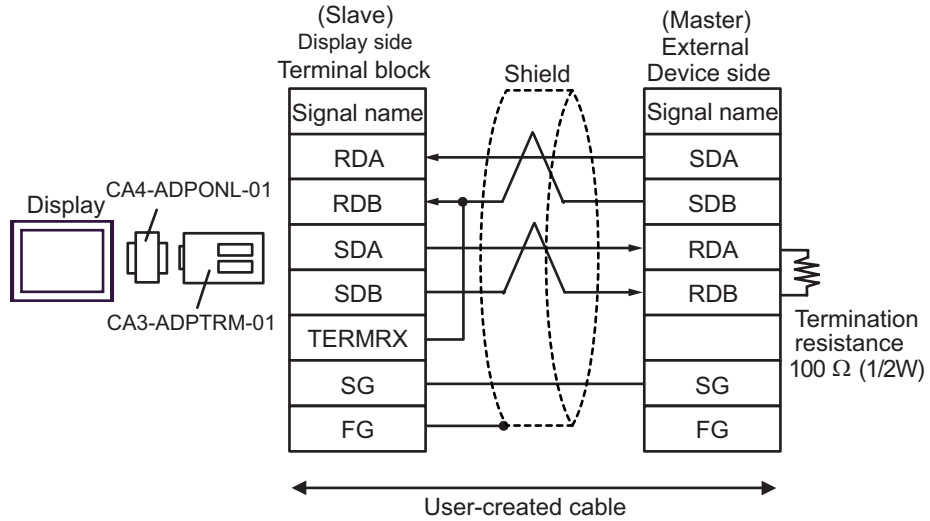 (Slave)
Display side
Terminal block
Signal name
RDA
RDB
SDA
SDB
TERMRX
SG
FG
Shield
(Master)
External
Device side
Signal name
SDA
SDB
RDA
RDB
SG
FG
Display
CA4-ADPONL-01
CA3-ADPTRM-01
Termination
resistance
100 Ω (1/2W)
User-created cable